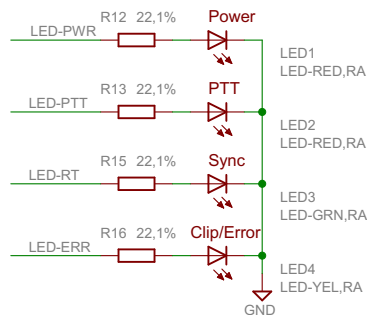 R12 22,1% Power
LED-PWR
LED1
LED-RED,RA
R13 22,1% PTT
LED-PTT
LED2
LED-RED,RA
R15 22,1% Sync
LED-RT
LED3
LED-GRN,RA
R16 22,1% Clip/Error
LED-ERR
LED4
LED-YEL,RA
GND